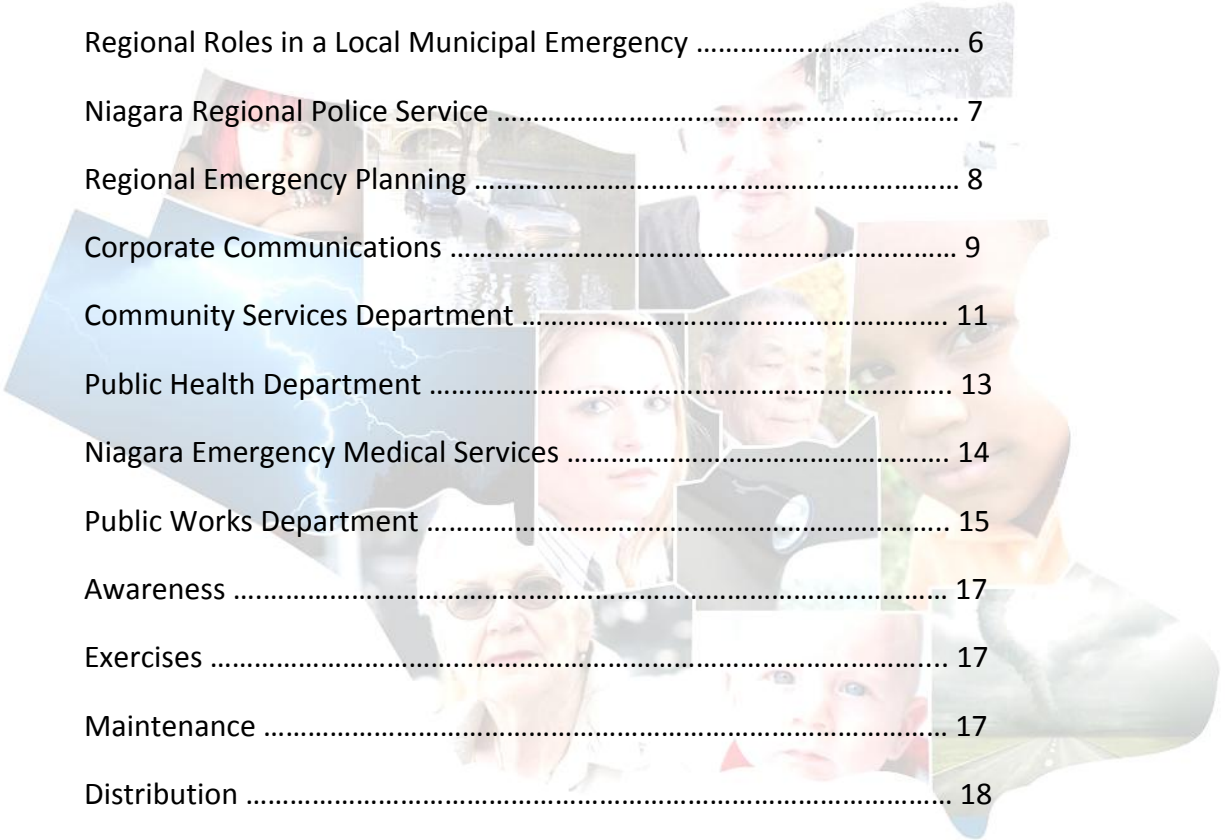 Regional Roles in a Local Municipal Emergency ………………………………… 6
Niagara Regional Police Service ………………………………………………………… 7
Regional Emergency Planning …………………………………………………………… 8
Corporate Communications ……………………………………………………………… 9
Community Services Department ……………………………………………………. 11
Public Health Department ……………………………………………………………….. 13
Niagara Emergency Medical Services ………………………………………………. 14
Public Works Department ……………………………………………………………….. 15
Awareness ….……………………………………………………………………………… 17
Exercises ………………………………………………………………………………….... 17
Maintenance ………………………………………………………………………………. 17
Distribution ………………………………………………………………………………… 18